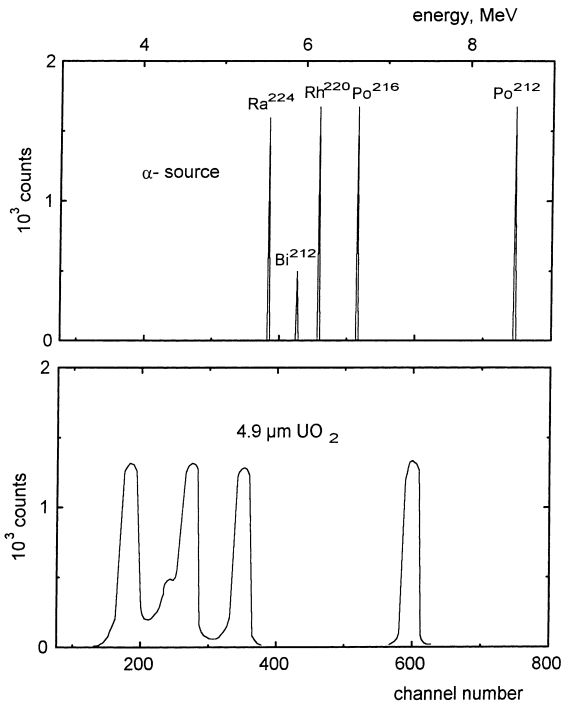 energy, MeV
4 6 8
2
1
0
10³ counts
Ra²²⁴
Bi²¹²
Rh²²⁰
Po²¹⁶
Po²¹²
α- source
2
1
0
10³ counts
4.9 µm UO ₂
200 400 600 800
channel number